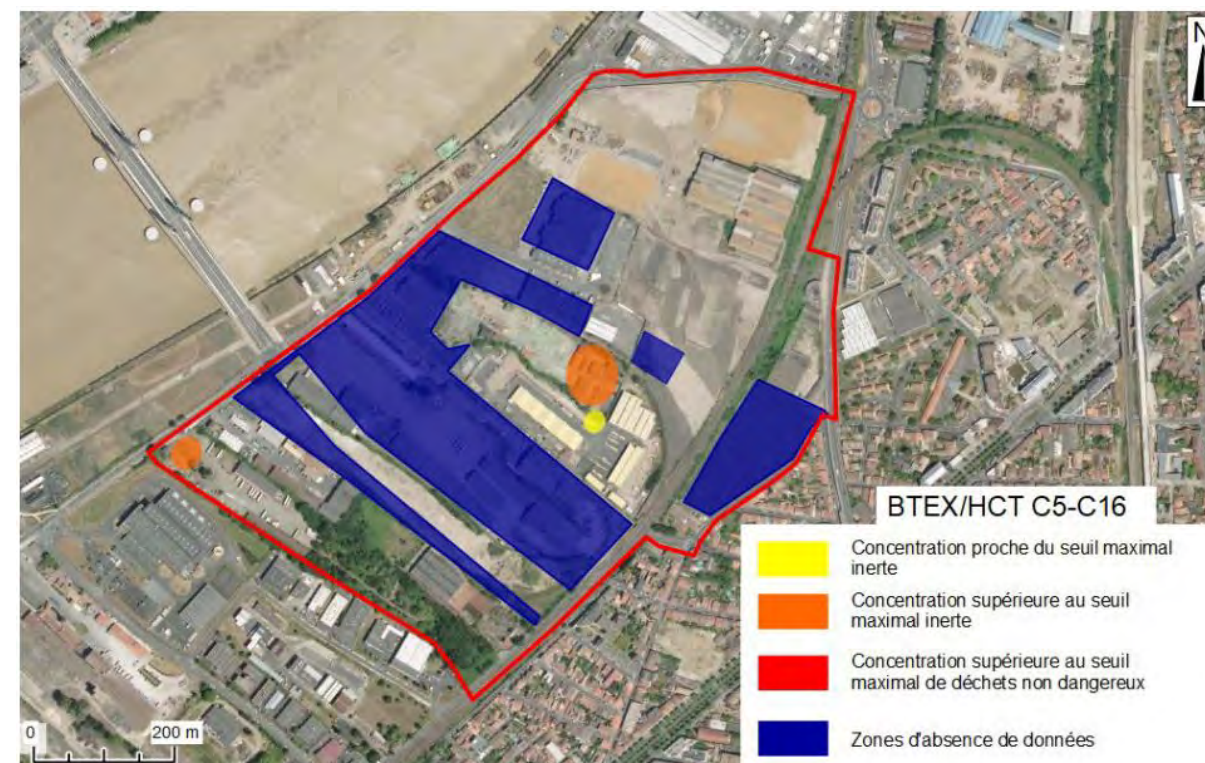 N
BTEX/HCT C5-C16
Concentration proche du seuil maximal
inerte
Concentration supérieure au seuil
maximal inerte
Concentration supérieure au seuil
maximal de déchets non dangereux
Zones d'absence de données
0 200 m